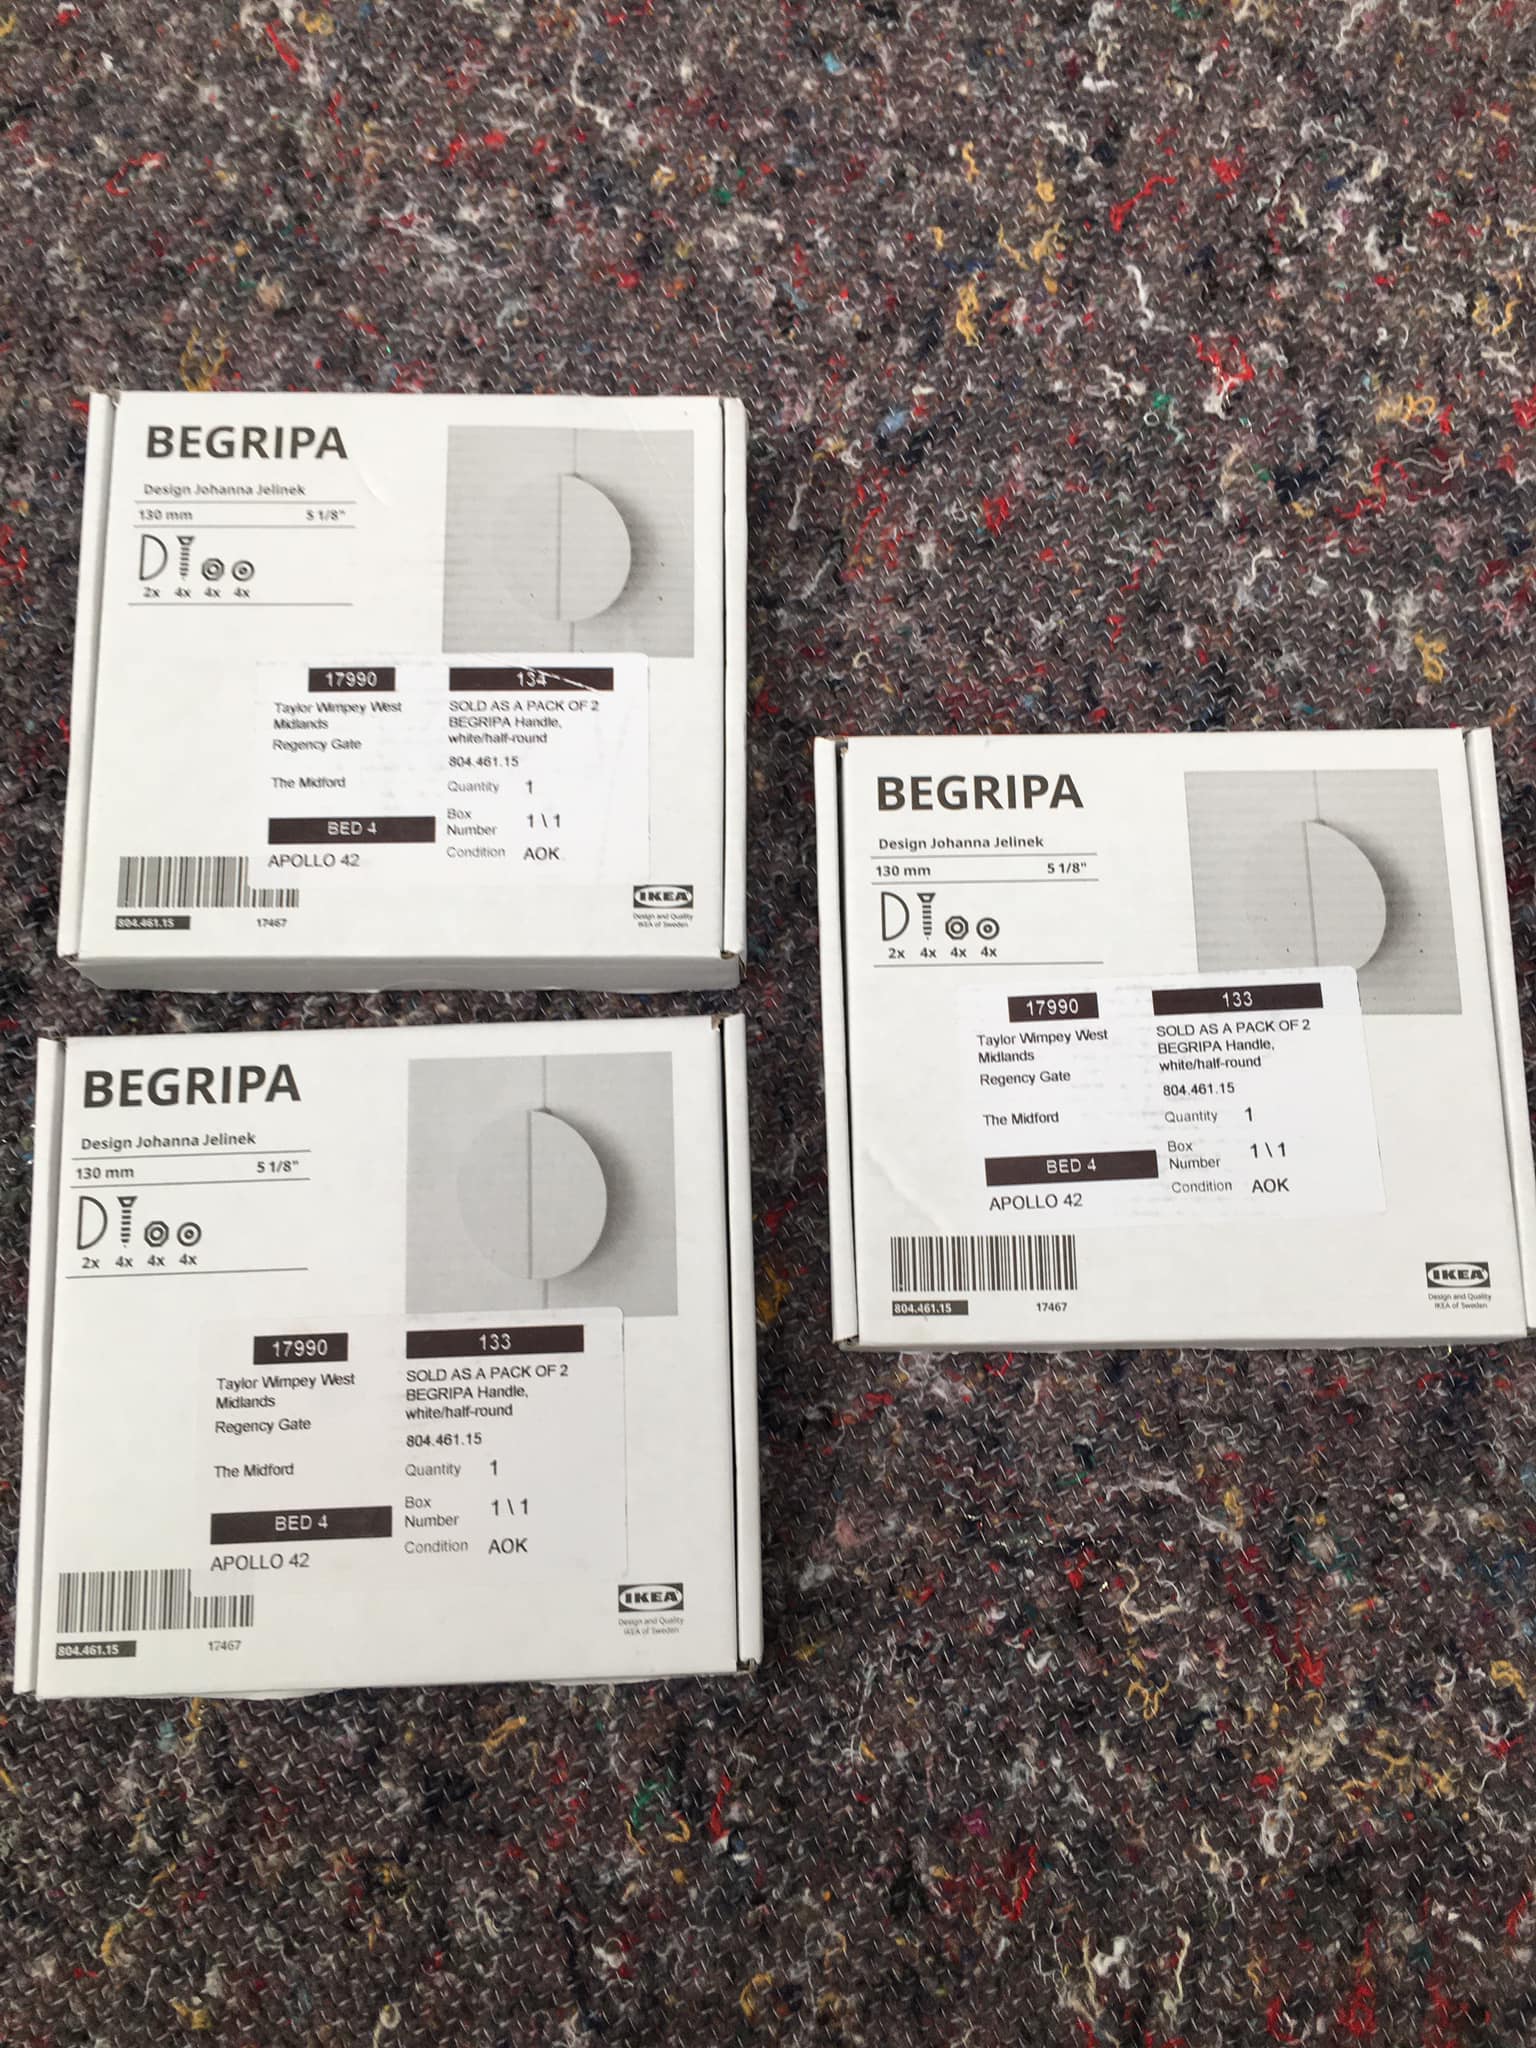 BEGRIPA
Design Johanna Jelinek
130 mm 5 1/8"
2x 4x 4x 4x
17990
Taylor Wimpey West
Midlands
Regency Gate
The Midford
BED 4
APOLLO 42
134
SOLD AS A PACK OF 2
BEGRIPA Handle,
white/half-round
804.461.15
Quantity 1
Box
Number 1 \ 1
Condition AOK
804.461.15 17467
IKEA
Design and Quality
IKEA of Sweden
BEGRIPA
Design Johanna Jelinek
130 mm 5 1/8"
2x 4x 4x 4x
17990
Taylor Wimpey West
Midlands
Regency Gate
The Midford
BED 4
APOLLO 42
133
SOLD AS A PACK OF 2
BEGRIPA Handle,
white/half-round
804.461.15
Quantity 1
Box
Number 1 \ 1
Condition AOK
804.461.15 17467
IKEA
Design and Quality
IKEA of Sweden
BEGRIPA
Design Johanna Jelinek
130 mm 5 1/8"
2x 4x 4x 4x
17990
Taylor Wimpey West
Midlands
Regency Gate
The Midford
BED 4
APOLLO 42
133
SOLD AS A PACK OF 2
BEGRIPA Handle,
white/half-round
804.461.15
Quantity 1
Box
Number 1 \ 1
Condition AOK
804.461.15 17467
IKEA
Design and Quality
IKEA of Sweden